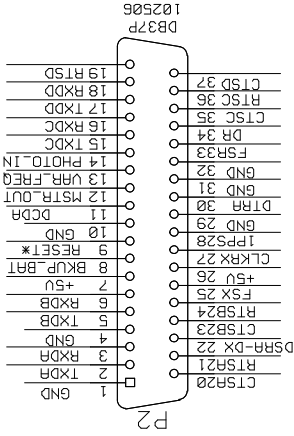 102506
DB37P
19 RTSD
18 RXDD
17 TXDD
16 RXDC
15 TXDC
14 PHOTO_IN
13 VAR_FREQ
12 MSTR_OUT
11 DCDA
10 GND
9 RESET*
8 BKUP_BAT
7 +5V
6 RXDB
5 TXDB
4 GND
3 RXDA
2 TXDA
1 GND
CTSD 37
RTSC 36
CTSC 35
DR 34
FSR33
GND 32
GND 31
DTRA 30
GND 29
1PPS28
CLKRX 27
+5V 26
FSX 25
RTSB24
CTSB23
DSRA-DX 22
RTSA21
CTSA20
P2